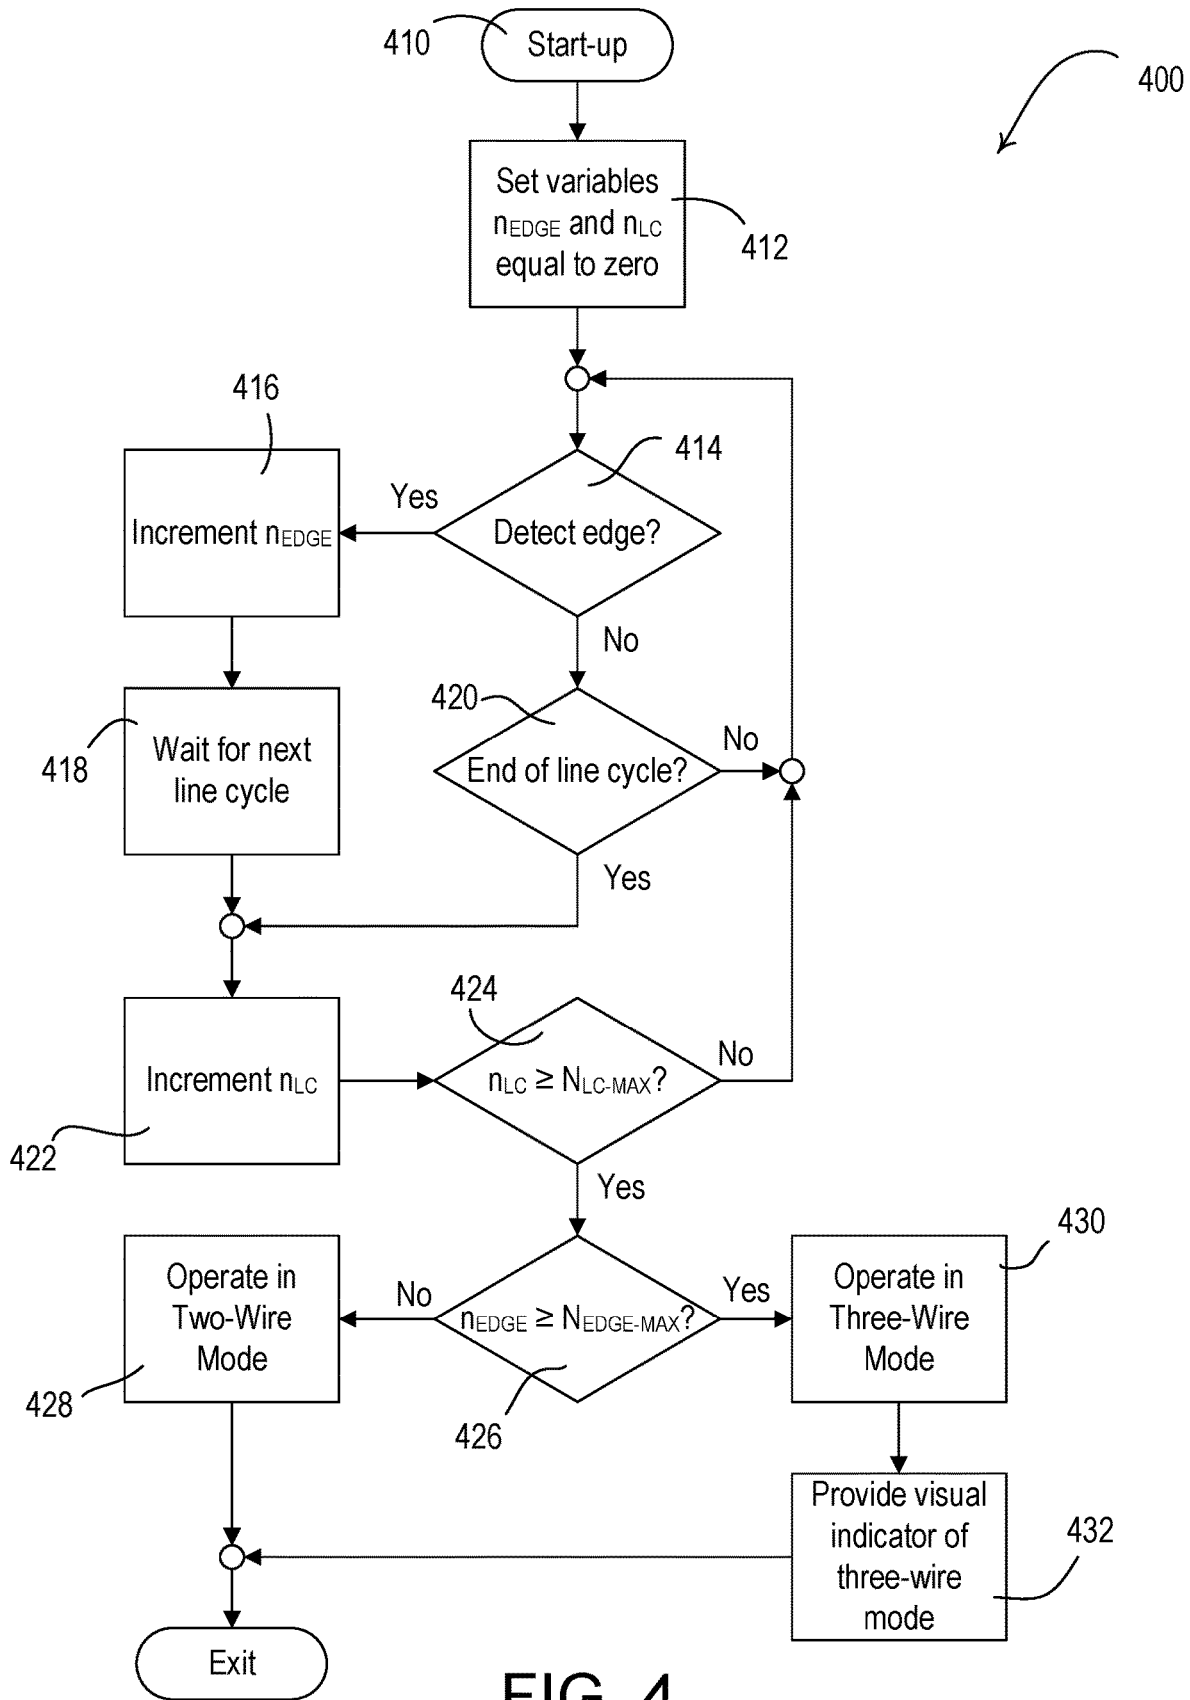 410
Start-up
400
Set variables
nEDGE and nLC
equal to zero
412
416
414
Yes
Increment nEDGE
Detect edge?
No
420
418
Wait for next
line cycle
End of line cycle?
No
Yes
424
Increment nLC
nLC ≥ NLC-MAX?
No
422
Yes
430
Operate in
Two-Wire
Mode
No
nEDGE ≥ NEDGE-MAX?
Yes
Operate in
Three-Wire
Mode
428
426
Provide visual
indicator of
three-wire
mode
432
Exit
FIG. 4